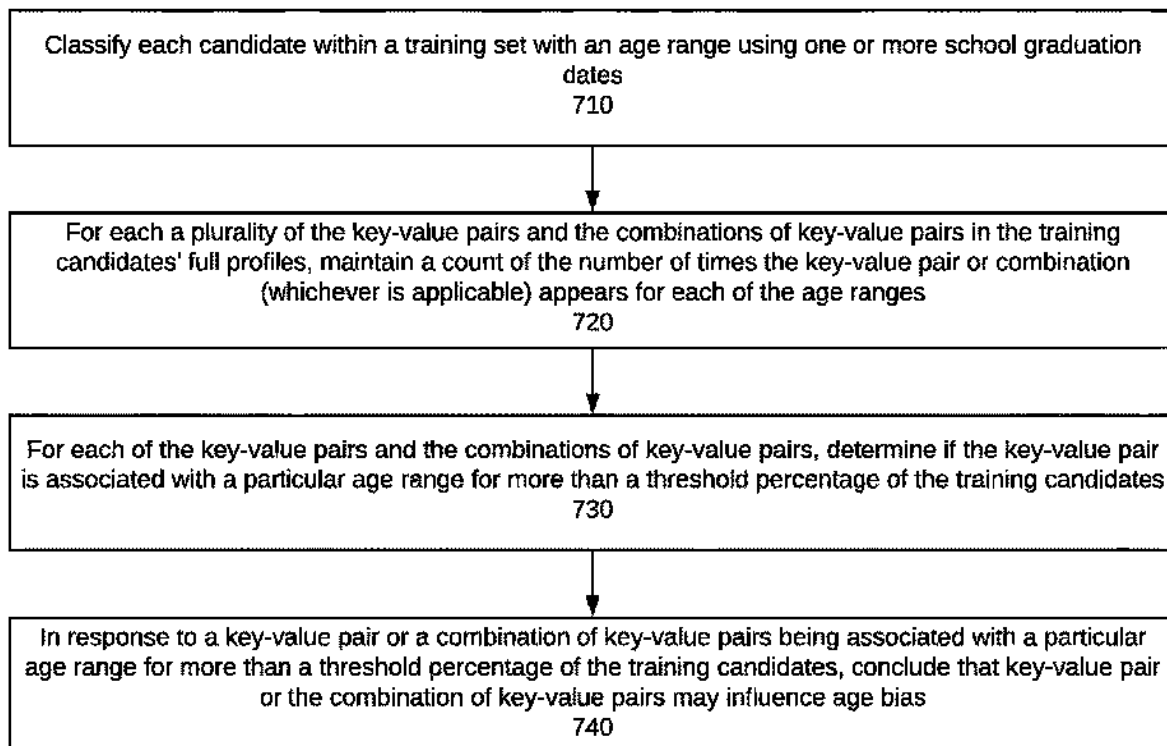 Classify each candidate within a training set with an age range using one or more school graduation
dates
710
For each a plurality of the key-value pairs and the combinations of key-value pairs in the training
candidates' full profiles, maintain a count of the number of times the key-value pair or combination
(whichever is applicable) appears for each of the age ranges
720
For each of the key-value pairs and the combinations of key-value pairs, determine if the key-value pair
is associated with a particular age range for more than a threshold percentage of the training candidates
730
In response to a key-value pair or a combination of key-value pairs being associated with a particular
age range for more than a threshold percentage of the training candidates, conclude that key-value pair
or the combination of key-value pairs may influence age bias
740